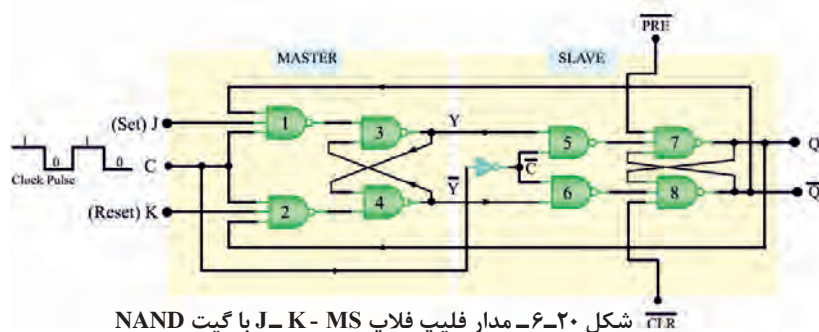 PRE
MASTER
SLAVE
(Set) J
1
3
Y
5
7
Q
1
0
1
0
Clock Pulse
C
C
(Reset) K
2
4
Y
6
8
Q
CLR
شکل ۲۰ـ۶ـ مدار فلیپ فلاپ J ـ K - MS با گیت NAND